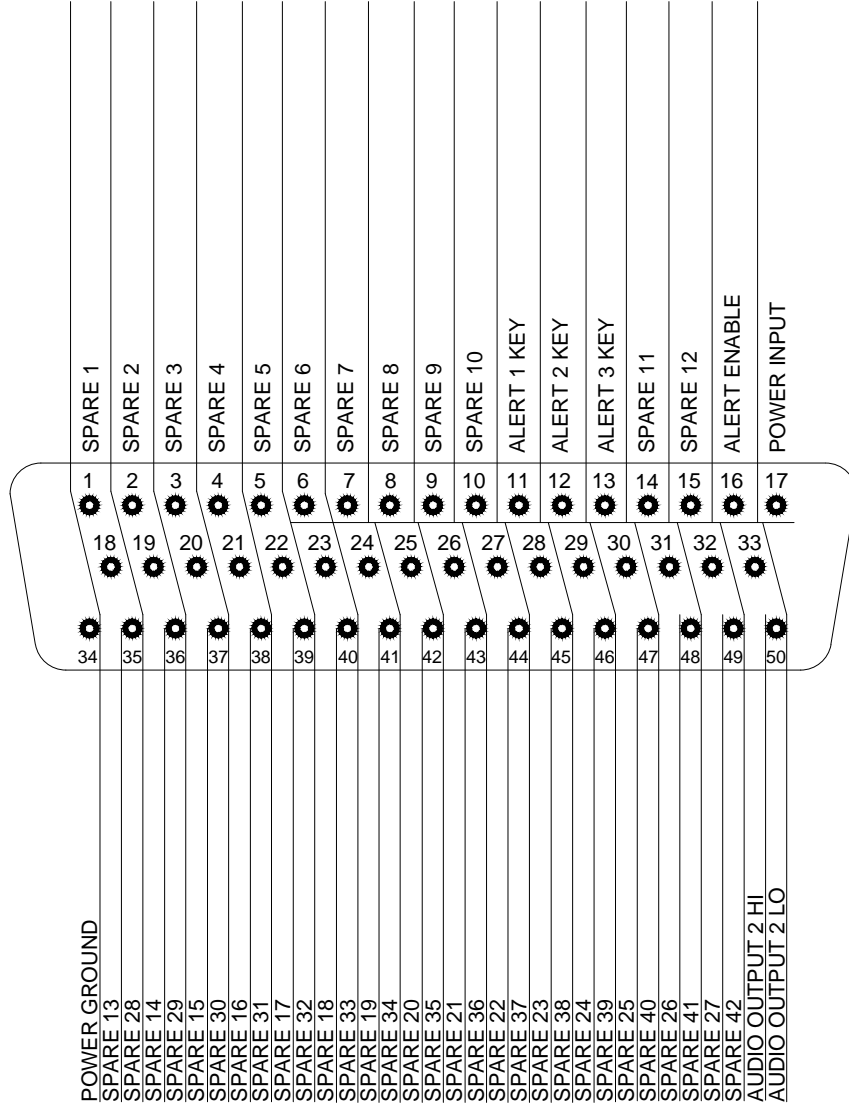 SPARE 1
SPARE 2
SPARE 3
SPARE 4
SPARE 5
SPARE 6
SPARE 7
SPARE 8
SPARE 9
SPARE 10
ALERT 1 KEY
ALERT 2 KEY
ALERT 3 KEY
SPARE 11
SPARE 12
ALERT ENABLE
POWER INPUT
1 2 3 4 5 6 7 8 9 10 11 12 13 14 15 16 17
18 19 20 21 22 23 24 25 26 27 28 29 30 31 32 33
34 35 36 37 38 39 40 41 42 43 44 45 46 47 48 49 50
POWER GROUND
SPARE 13
SPARE 28
SPARE 14
SPARE 29
SPARE 15
SPARE 30
SPARE 16
SPARE 31
SPARE 17
SPARE 32
SPARE 18
SPARE 33
SPARE 19
SPARE 34
SPARE 20
SPARE 35
SPARE 21
SPARE 36
SPARE 22
SPARE 37
SPARE 23
SPARE 38
SPARE 24
SPARE 39
SPARE 25
SPARE 40
SPARE 26
SPARE 41
SPARE 27
SPARE 42
AUDIO OUTPUT 2 HI
AUDIO OUTPUT 2 LO